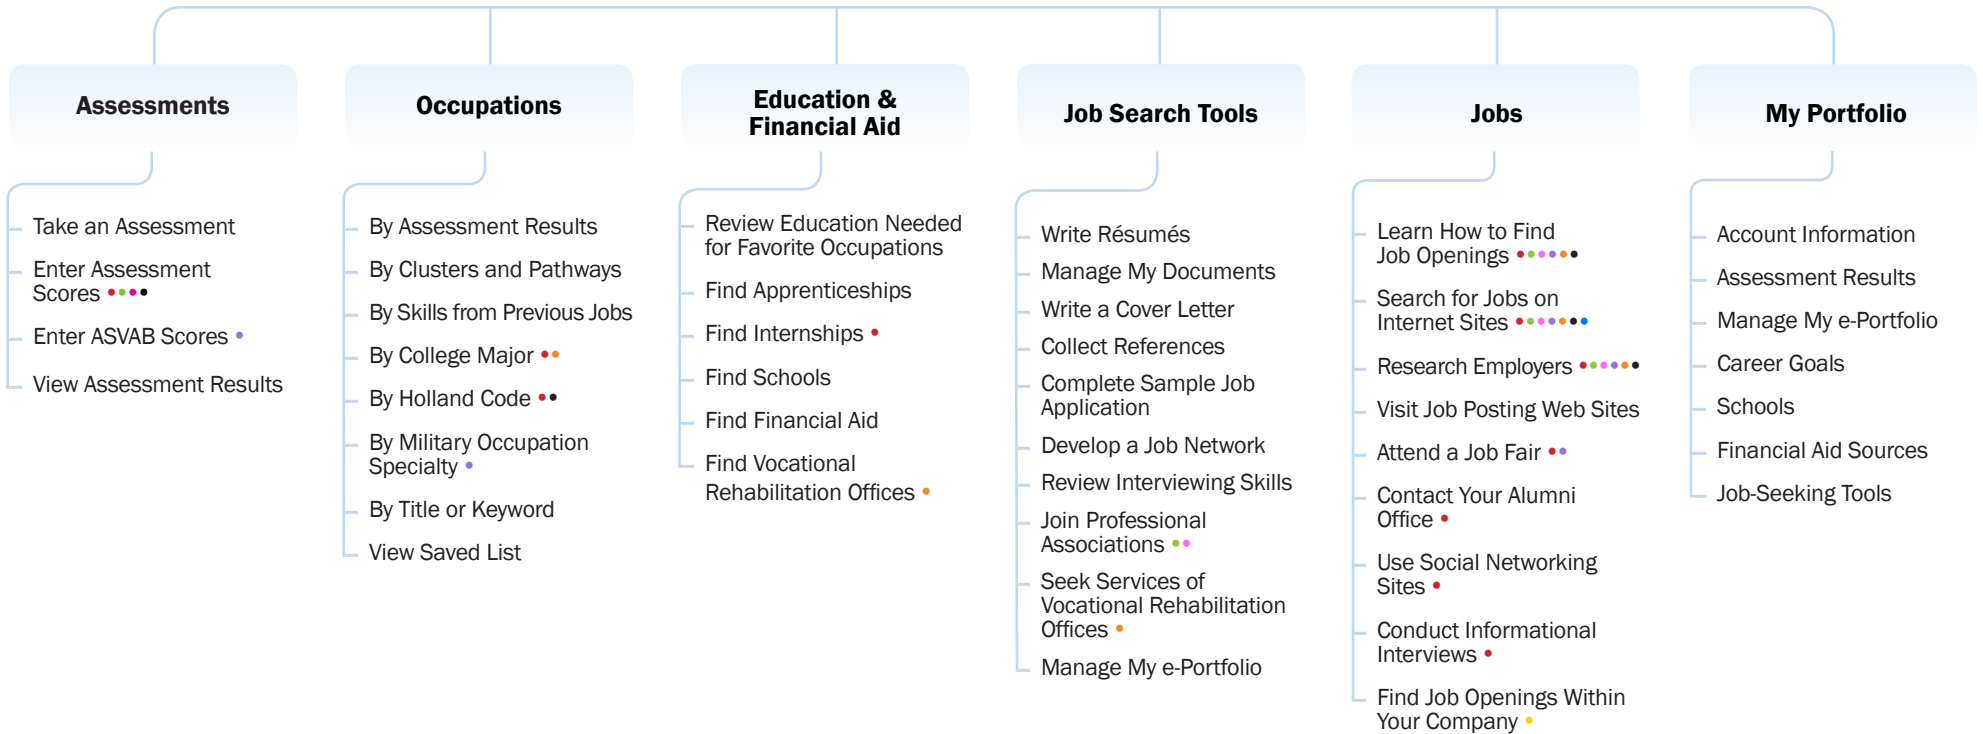 Assessments
Take an Assessment
Enter Assessment
Scores
Enter ASVAB Scores
View Assessment Results
Occupations
By Assessment Results
By Clusters and Pathways
By Skills from Previous Jobs
By College Major
By Holland Code
By Military Occupation
Specialty
By Title or Keyword
View Saved List
Education &
Financial Aid
Review Education Needed
for Favorite Occupations
Find Apprenticeships
Find Internships
Find Schools
Find Financial Aid
Find Vocational
Rehabilitation Offices
Job Search Tools
Write Résumés
Manage My Documents
Write a Cover Letter
Collect References
Complete Sample Job
Application
Develop a Job Network
Review Interviewing Skills
Join Professional
Associations
Seek Services of
Vocational Rehabilitation
Offices
Manage My e-Portfolio
Jobs
Learn How to Find
Job Openings
Search for Jobs on
Internet Sites
Research Employers
Visit Job Posting Web Sites
Attend a Job Fair
Contact Your Alumni
Office
Use Social Networking
Sites
Conduct Informational
Interviews
Find Job Openings Within
Your Company
My Portfolio
Account Information
Assessment Results
Manage My e-Portfolio
Career Goals
Schools
Financial Aid Sources
Job-Seeking Tools